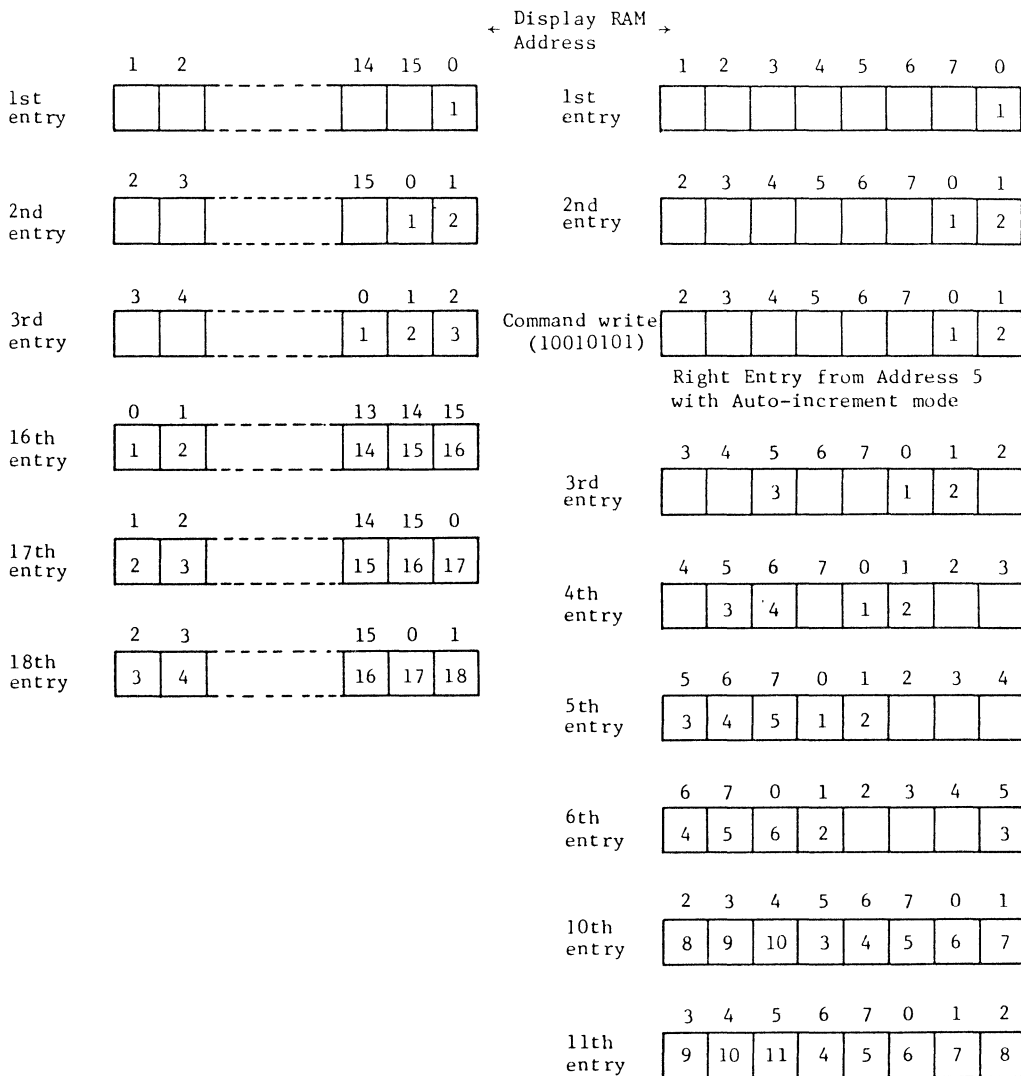 ← Display RAM →
Address
1 2 14 15 0
1st
entry
1
2 3 15 0 1
2nd
entry
1 2
3 4 0 1 2
3rd
entry
1 2 3
0 1 13 14 15
16th
entry
1 2 14 15 16
1 2 14 15 0
17th
entry
2 3 15 16 17
2 3 15 0 1
18th
entry
3 4 16 17 18
1 2 3 4 5 6 7 0
1st
entry
1
2 3 4 5 6 7 0 1
2nd
entry
1 2
2 3 4 5 6 7 0 1
Command write
(10010101)
1 2
Right Entry from Address 5
with Auto-increment mode
3 4 5 6 7 0 1 2
3rd
entry
3 1 2
4 5 6 7 0 1 2 3
4th
entry
3 4 1 2
5 6 7 0 1 2 3 4
5th
entry
3 4 5 1 2
6 7 0 1 2 3 4 5
6th
entry
4 5 6 2 3
2 3 4 5 6 7 0 1
10th
entry
8 9 10 3 4 5 6 7
3 4 5 6 7 0 1 2
11th
entry
9 10 11 4 5 6 7 8